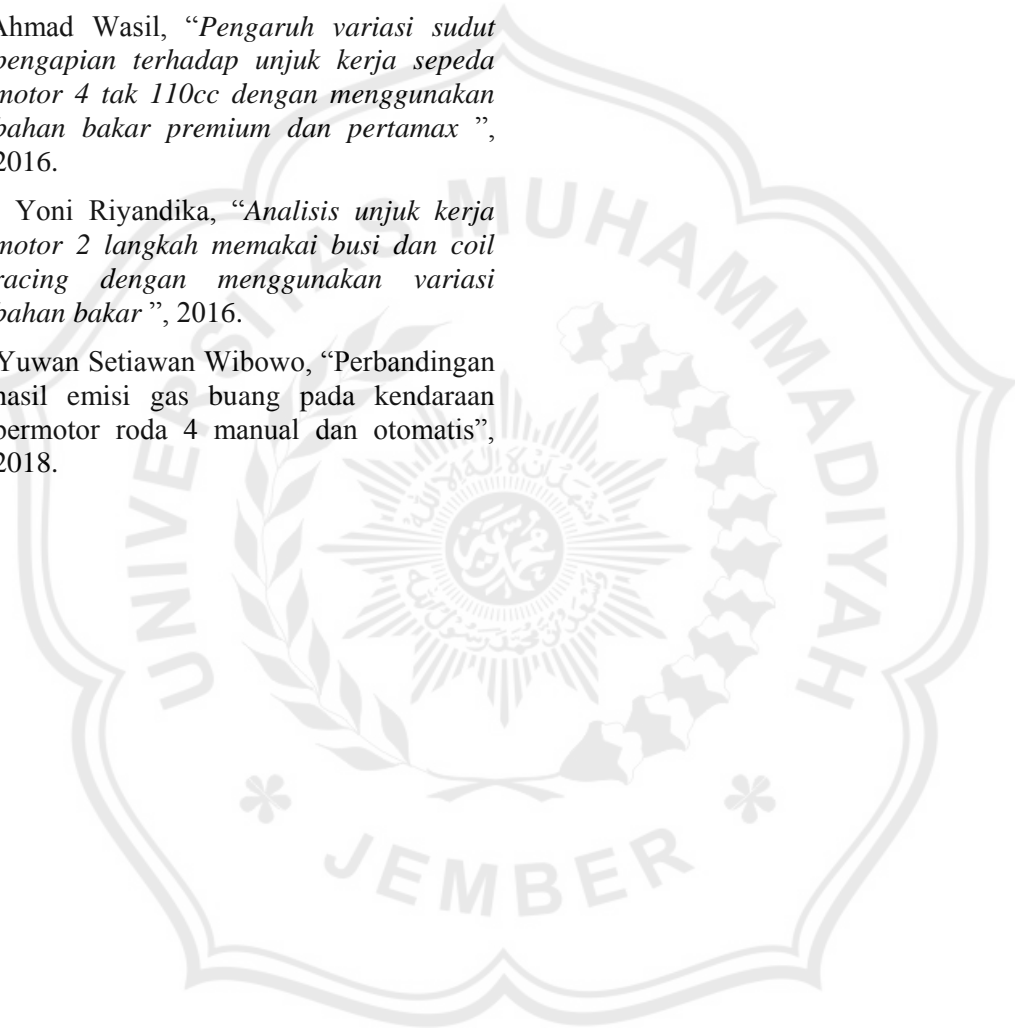 Ahmad Wasil, “Pengaruh variasi sudut
pengapian terhadap unjuk kerja sepeda
motor 4 tak 110cc dengan menggunakan
bahan bakar premium dan pertamax ”,
2016.
Yoni Riyandika, “Analisis unjuk kerja
motor 2 langkah memakai busi dan coil
racing dengan menggunakan variasi
bahan bakar ”, 2016.
Yuwan Setiawan Wibowo, “Perbandingan
hasil emisi gas buang pada kendaraan
bermotor roda 4 manual dan otomatis”,
2018.
UNIVERSITAS MUHAMMADIYAH
JEMBER